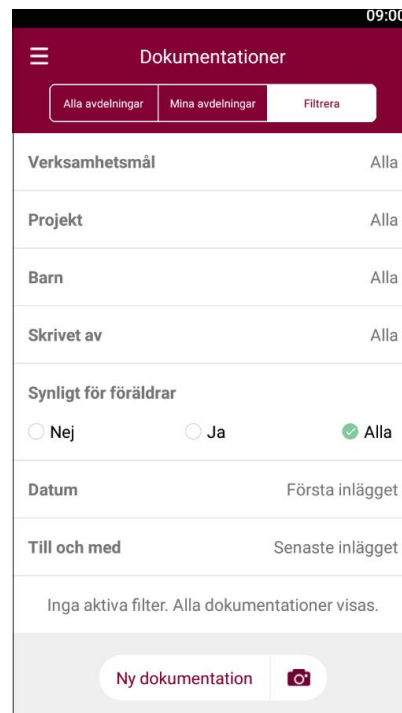 09:00
Dokumentationer
Alla avdelningar Mina avdelningar Filtrera
Verksamhetsmål Alla
Projekt Alla
Barn Alla
Skrivet av Alla
Synligt för föräldrar
Nej Ja Alla
Datum Första inlägget
Till och med Senaste inlägget
Inga aktiva filter. Alla dokumentationer visas.
Ny dokumentation